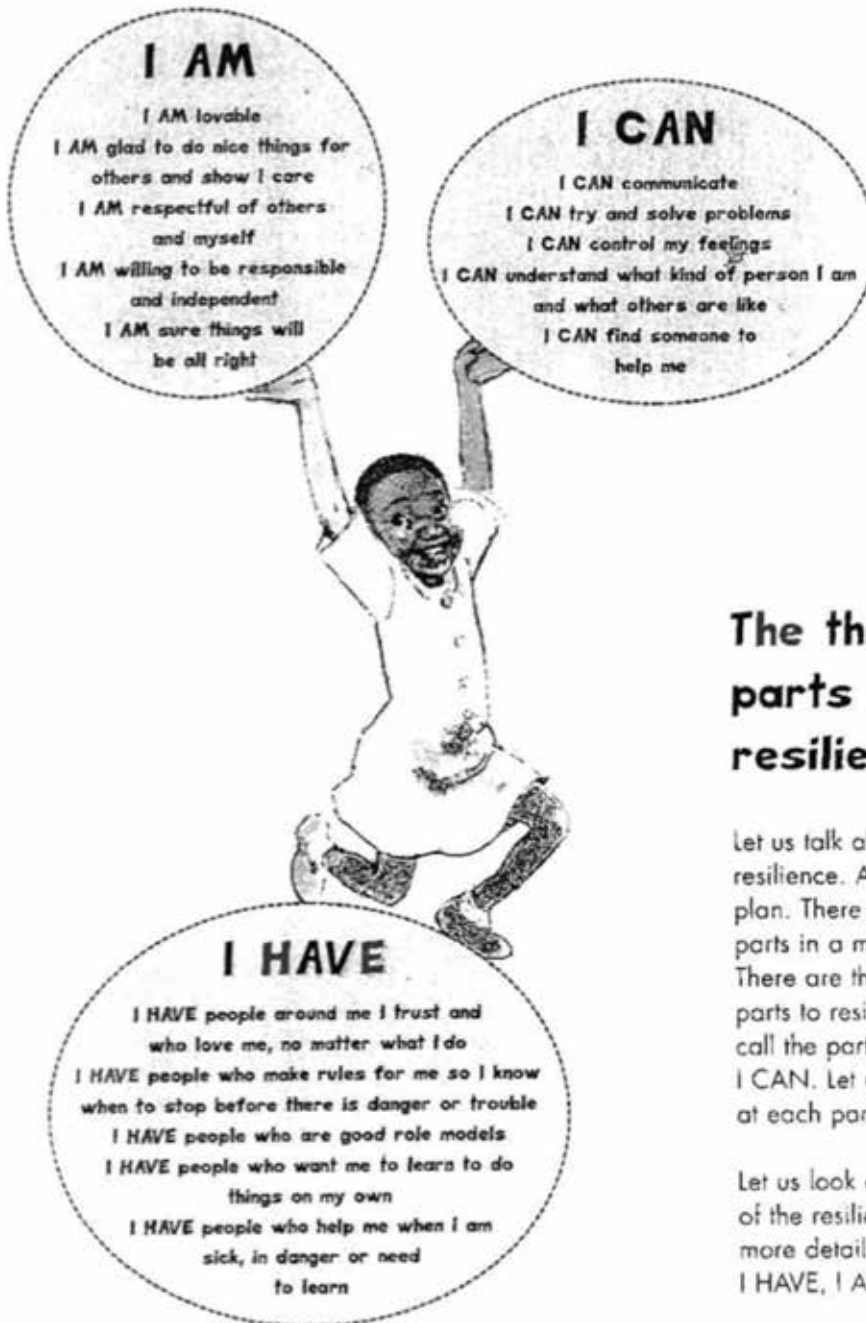 I AM
I AM lovable
I AM glad to do nice things for
others and show I care
I AM respectful of others
and myself
I AM willing to be responsible
and independent
I AM sure things will
be all right
I CAN
I CAN communicate
I CAN try and solve problems
I CAN control my feelings
I CAN understand what kind of person I am
and what others are like
I CAN find someone to
help me
I HAVE
I HAVE people around me I trust and
who love me, no matter what I do
I HAVE people who make rules for me so I know
when to stop before there is danger or trouble
I HAVE people who are good role models
I HAVE people who want me to learn to do
things on my own
I HAVE people who help me when i am
sick, in danger or need
to learn
The th
parts
resilie
Let us talk a
resilience. A
plan. There
parts in a m
There are th
parts to resi
call the part
I CAN. Let
at each par
Let us look
of the resilie
more detail
I HAVE, I A